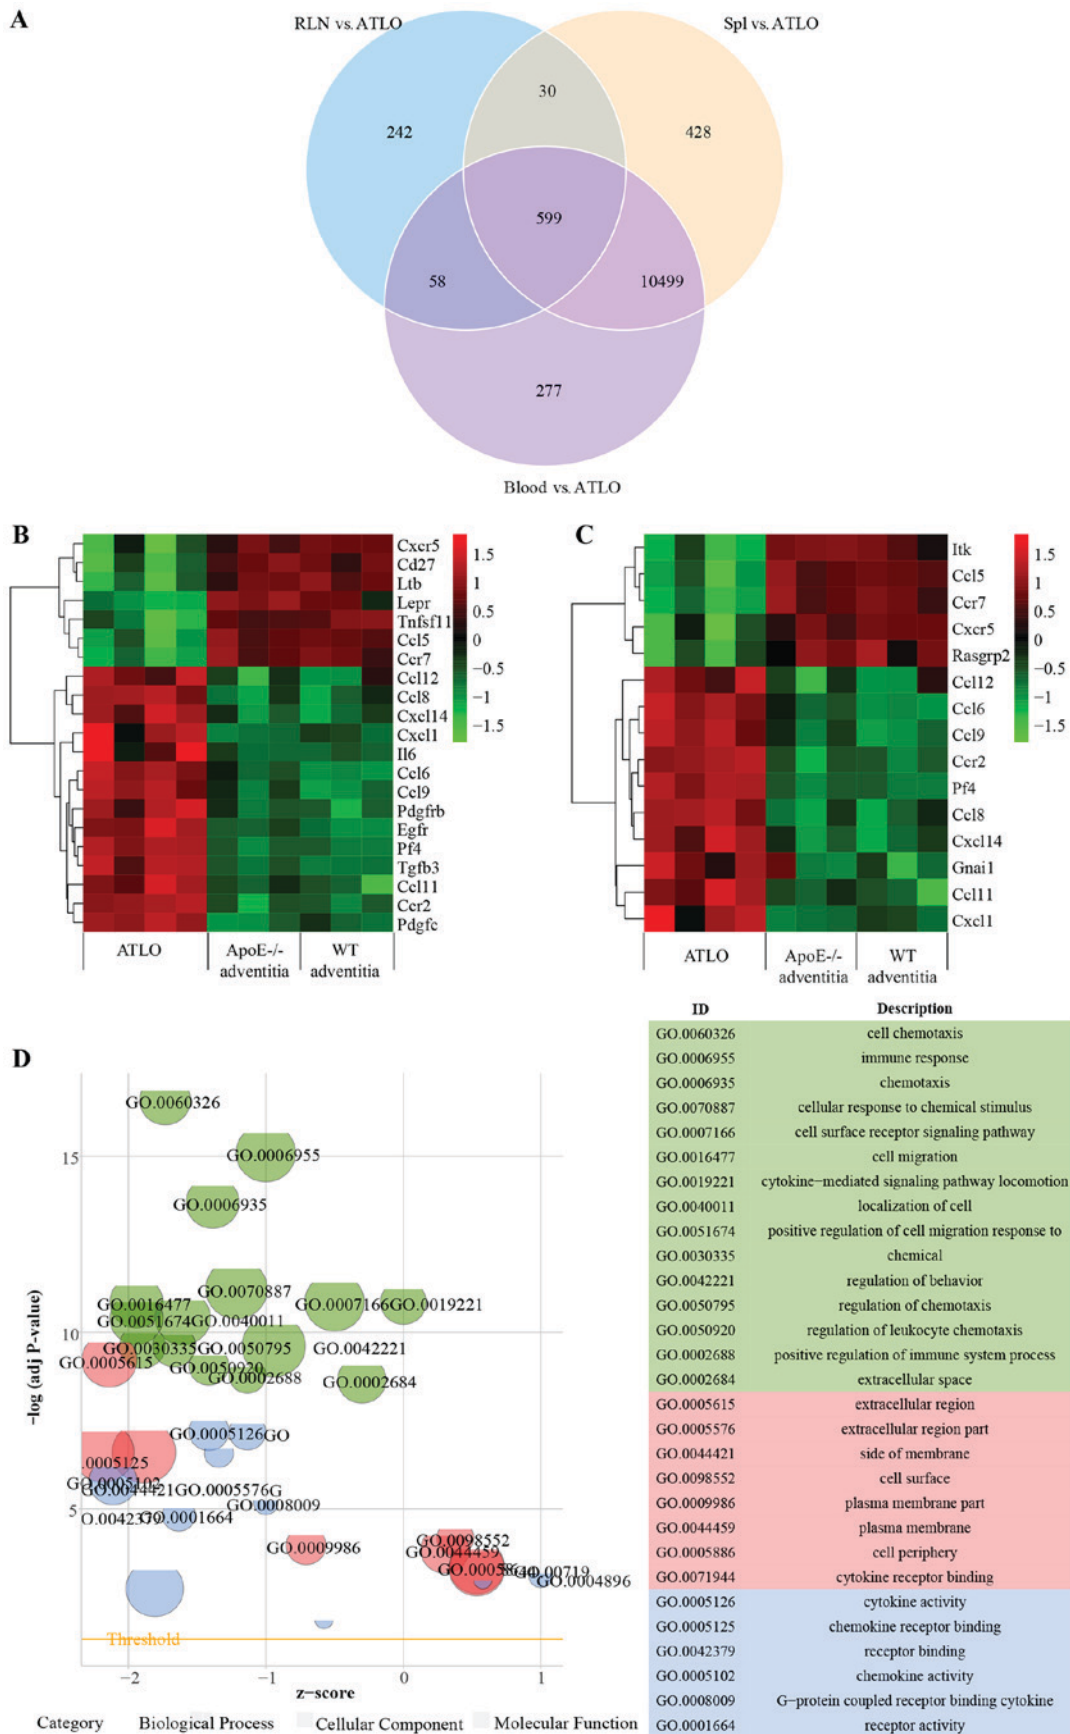 A
RLN vs. ATLO
Spl vs. ATLO
30
242
428
599
58
10499
277
Blood vs. ATLO
B
Cxcr5
Cd27
Ltb
Lepr
Tnfsf11
Ccl5
Ccr7
Ccl12
Ccl8
Cxcl14
Cxcl1
Il6
Ccl6
Ccl9
Pdgfrb
Egfr
Pf4
Tgfb3
Ccl11
Ccr2
Pdgfc
1.5
1
0.5
0
−0.5
−1
−1.5
ATLO
ApoE-/- adventitia
WT adventitia
C
Itk
Ccl5
Ccr7
Cxcr5
Rasgrp2
Ccl12
Ccl6
Ccl9
Ccr2
Pf4
Ccl8
Cxcl14
Gnai1
Ccl11
Cxcl1
1.5
1
0.5
0
−0.5
−1
−1.5
ATLO
ApoE-/- adventitia
WT adventitia
D
−log (adj P-value)
15
10
5
GO.0060326
GO.0006955
GO.0006935
GO.0070887
GO.0016477
GO.0007166
GO.0019221
GO.0051674
GO.0040011
GO.0030335
GO.0050795
GO.0042221
GO.0005615
GO.0050920
GO.0002688
GO.0002684
GO.0005126
GO
.0005125
GO.0005102
GO.0044421
GO.0005576G
GO.0008009
O.0042379
GO.0001664
GO.0009986
GO.0098552
GO.0044459
GO.00719
GO.0004896
Threshold
−2
−1
0
1
z−score
Category
Biological Process
Cellular Component
Molecular Function
ID Description
GO.0060326 cell chemotaxis
GO.0006955 immune response
GO.0006935 chemotaxis
GO.0070887 cellular response to chemical stimulus
GO.0007166 cell surface receptor signaling pathway
GO.0016477 cell migration
GO.0019221 cytokine−mediated signaling pathway locomotion
GO.0040011 localization of cell
GO.0051674 positive regulation of cell migration response to
GO.0030335 chemical
GO.0042221 regulation of behavior
GO.0050795 regulation of chemotaxis
GO.0050920 regulation of leukocyte chemotaxis
GO.0002688 positive regulation of immune system process
GO.0002684 extracellular space
GO.0005615 extracellular region
GO.0005576 extracellular region part
GO.0044421 side of membrane
GO.0098552 cell surface
GO.0009986 plasma membrane part
GO.0044459 plasma membrane
GO.0005886 cell periphery
GO.0071944 cytokine receptor binding
GO.0005126 cytokine activity
GO.0005125 chemokine receptor binding
GO.0042379 receptor binding
GO.0005102 chemokine activity
GO.0008009 G−protein coupled receptor binding cytokine
GO.0001664 receptor activity